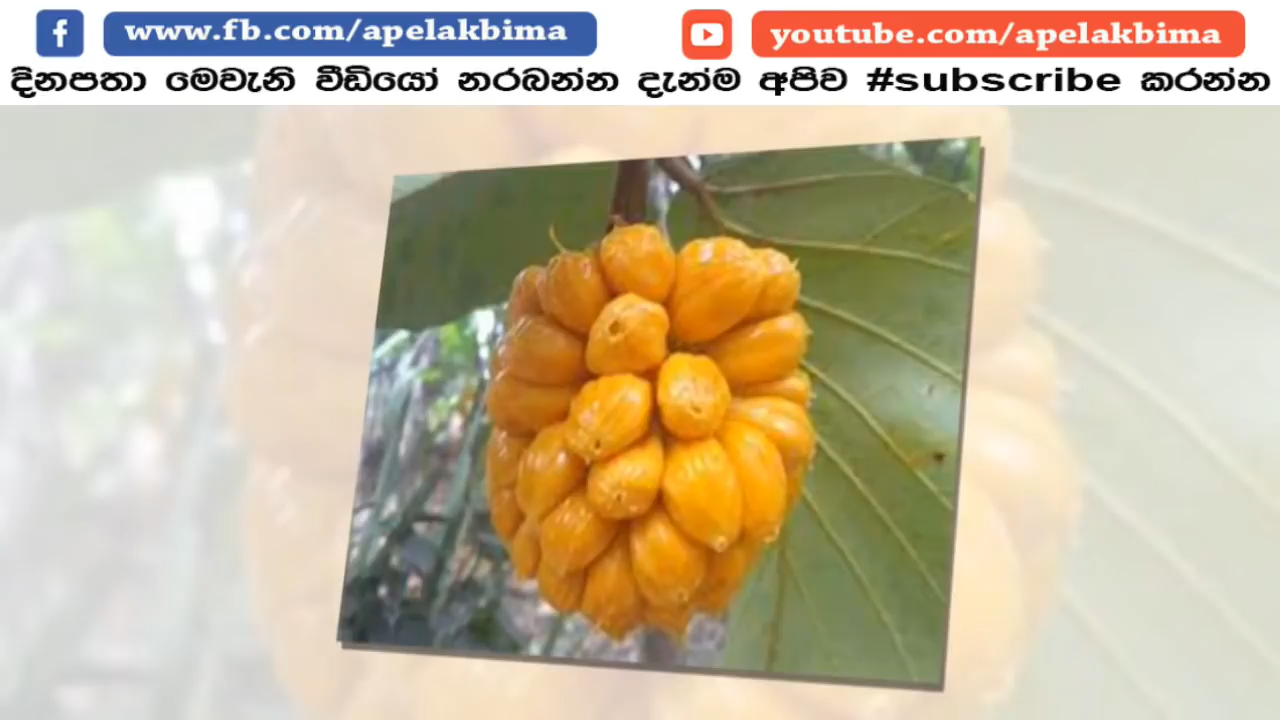 www.fb.com/apelakbima
youtube.com/apelakbima
දිනපතා මෙවැනි වීඩියෝ නරබන්න දැන්ම අපිව #subscribe කරන්න